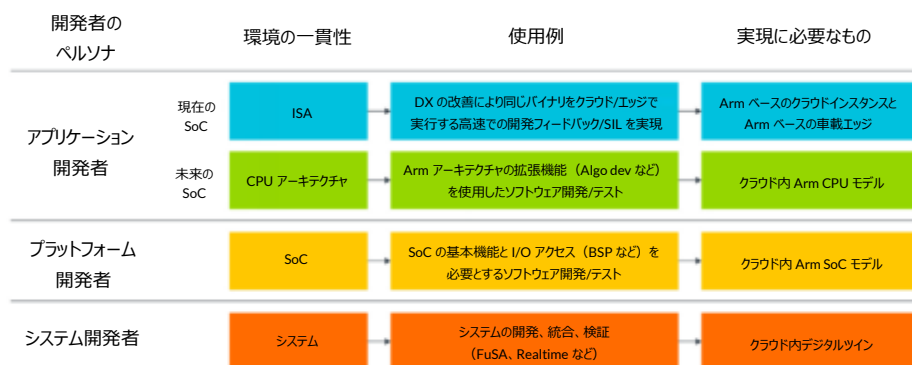 開発者の
ペルソナ
環境の一貫性
使用例
実現に必要なもの
アプリケーション
開発者
現在の
SoC
ISA
DX の改善により同じバイナリをクラウド/エッジで
実行する高速での開発フィードバック/SIL を実現
Arm ベースのクラウドインスタンスと
Arm ベースの車載エッジ
未来の
SoC
CPU アーキテクチャ
Arm アーキテクチャの拡張機能（Algo dev など）
を使用したソフトウェア開発/テスト
クラウド内 Arm CPU モデル
プラットフォーム
開発者
SoC
SoC の基本機能と I/O アクセス（BSP など）を
必要とするソフトウェア開発/テスト
クラウド内 Arm SoC モデル
システム開発者
システム
システムの開発、統合、検証
（FuSA、Realtime など）
クラウド内デジタルツイン